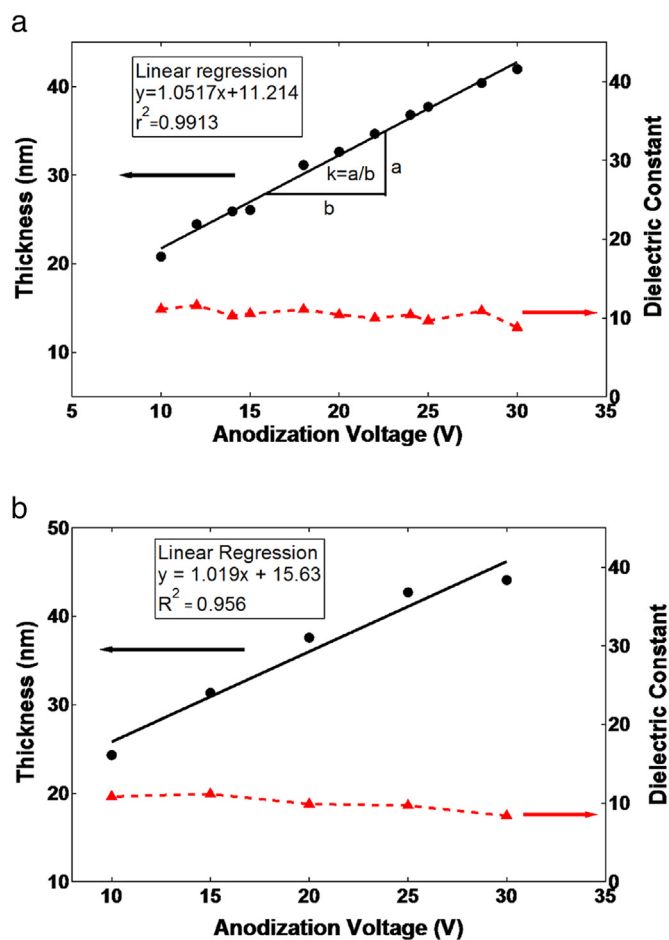 a
Linear regression
y=1.0517x+11.214
r²=0.9913
k=a/b
a
b
40
30
20
10
40
30
20
10
0
5
10
15
20
25
30
35
Thickness (nm)
Dielectric Constant
Anodization Voltage (V)
b
Linear Regression
y = 1.019x + 15.63
R² = 0.956
50
40
30
20
10
40
30
20
10
0
10
15
20
25
30
35
Thickness (nm)
Dielectric Constant
Anodization Voltage (V)